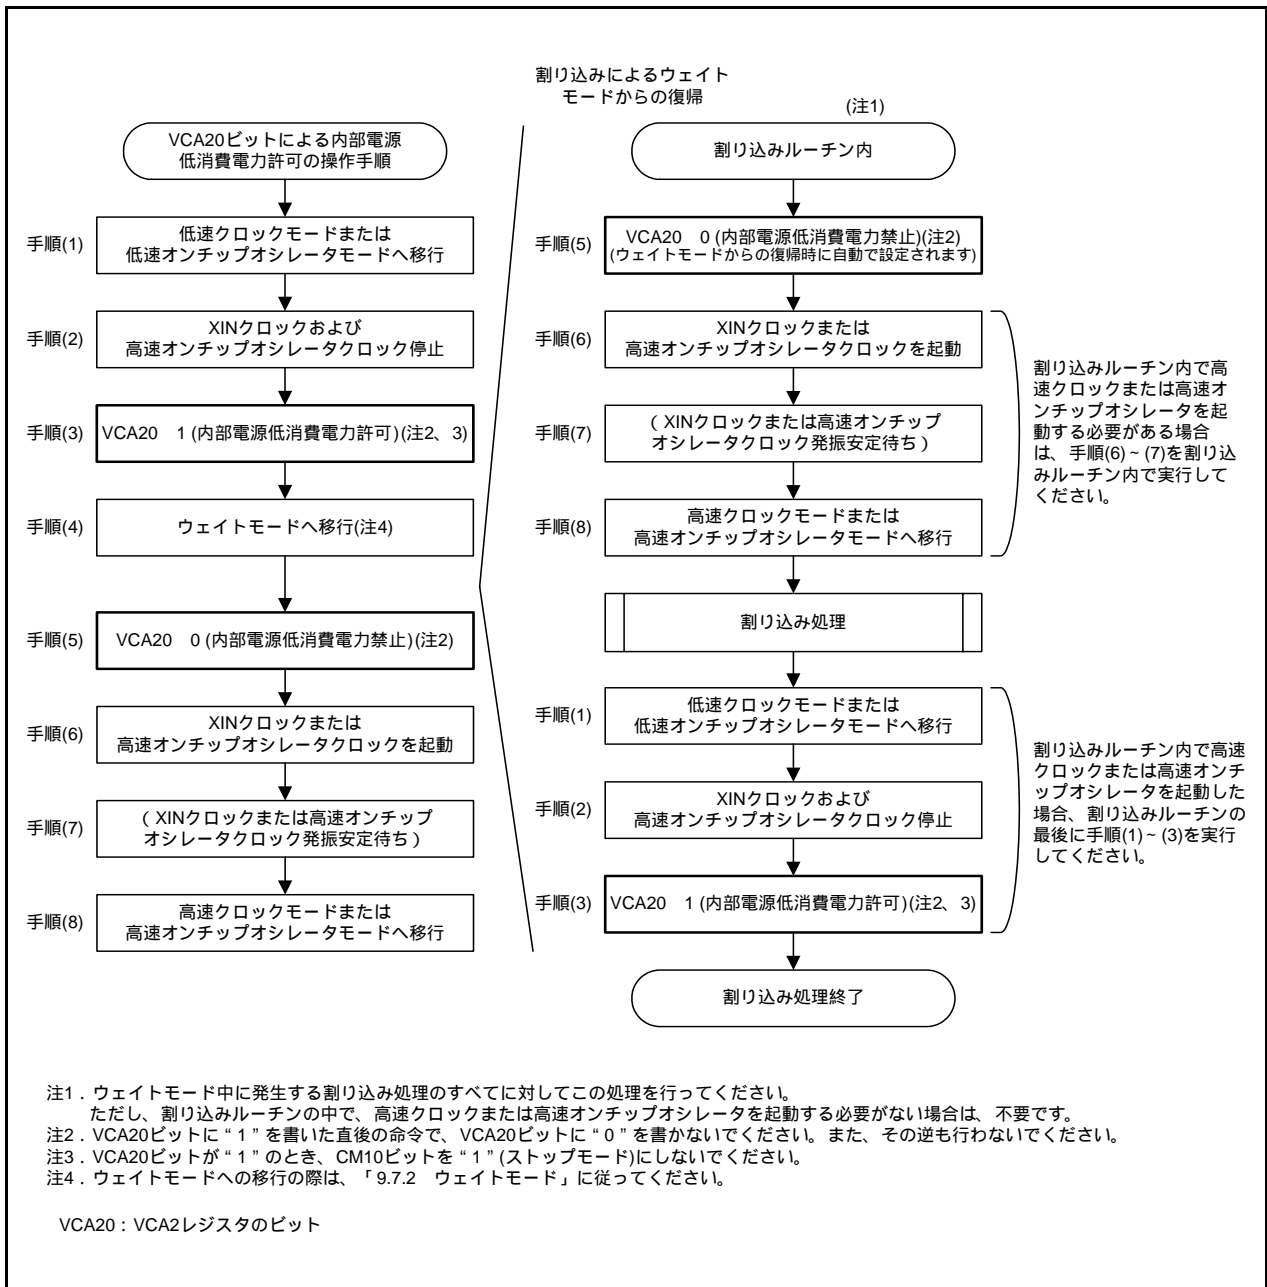 割り込みによるウェイト
モードからの復帰
VCA20ビットによる内部電源
低消費電力許可の操作手順
手順(1)
低速クロックモードまたは
低速オンチップオシレータモードへ移行
手順(2)
XINクロックおよび
高速オンチップオシレータクロック停止
手順(3)
VCA20 1 (内部電源低消費電力許可)(注2、3)
手順(4)
ウェイトモードへ移行(注4)
手順(5)
VCA20 0 (内部電源低消費電力禁止)(注2)
手順(6)
XINクロックまたは
高速オンチップオシレータクロックを起動
手順(7)
(XINクロックまたは高速オンチップ
オシレータクロック発振安定待ち)
手順(8)
高速クロックモードまたは
高速オンチップオシレータモードへ移行
(注1)
割り込みルーチン内
手順(5)
VCA20 0 (内部電源低消費電力禁止)(注2)
(ウェイトモードからの復帰時に自動で設定されます)
手順(6)
XINクロックまたは
高速オンチップオシレータクロックを起動
手順(7)
(XINクロックまたは高速オンチップ
オシレータクロック発振安定待ち)
手順(8)
高速クロックモードまたは
高速オンチップオシレータモードへ移行
割り込みルーチン内で高
速クロックまたは高速オ
ンチップオシレータを起
動する必要がある場合
は、手順(6)~(7)を割り込
みルーチン内で実行して
ください。
割り込み処理
手順(1)
低速クロックモードまたは
低速オンチップオシレータモードへ移行
手順(2)
XINクロックおよび
高速オンチップオシレータクロック停止
手順(3)
VCA20 1 (内部電源低消費電力許可)(注2、3)
割り込みルーチン内で高速
クロックまたは高速オンチ
ップオシレータを起動した
場合、割り込みルーチンの
最後に手順(1)~(3)を実行
してください。
割り込み処理終了
注1.ウェイトモード中に発生する割り込み処理のすべてに対してこの処理を行ってください。
ただし、割り込みルーチンの中で、高速クロックまたは高速オンチップオシレータを起動する必要がない場合は、不要です。
注2.VCA20ビットに“1”を書いた直後の命令で、VCA20ビットに“0”を書かないでください。また、その逆も行わないでください。
注3.VCA20ビットが“1”のとき、CM10ビットを“1”(ストップモード)にしないでください。
注4.ウェイトモードへの移行の際は、「9.7.2 ウェイトモード」に従ってください。
VCA20:VCA2レジスタのビット